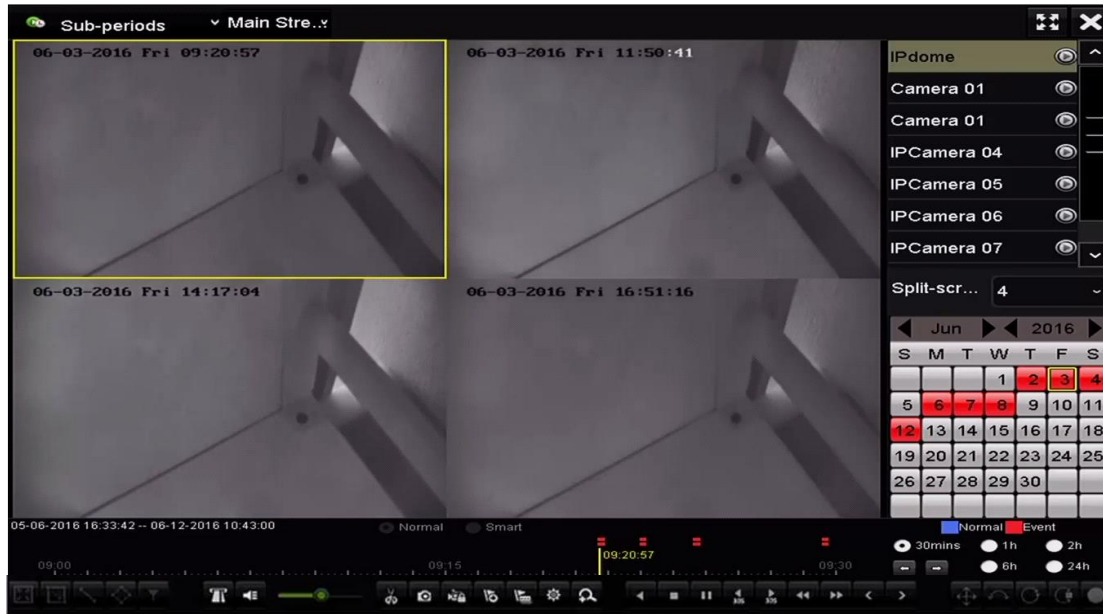 Sub-periods
Main Stre..
06-03-2016 Fri 09:20:57
06-03-2016 Fri 11:50:41
06-03-2016 Fri 14:17:04
06-03-2016 Fri 16:51:16
IPdome
Camera 01
Camera 01
IPCamera 04
IPCamera 05
IPCamera 06
IPCamera 07
Split-scr... 4
Jun 2016
S M T W T F S
1 2 3 4
5 6 7 8 9 10 11
12 13 14 15 16 17 18
19 20 21 22 23 24 25
26 27 28 29 30
Normal Event
30mins 1h 2h
6h 24h
05-06-2016 16:33:42 -- 06-12-2016 10:43:00
Normal Smart
09:20:57
09:00 09:15 09:30
30S 30S